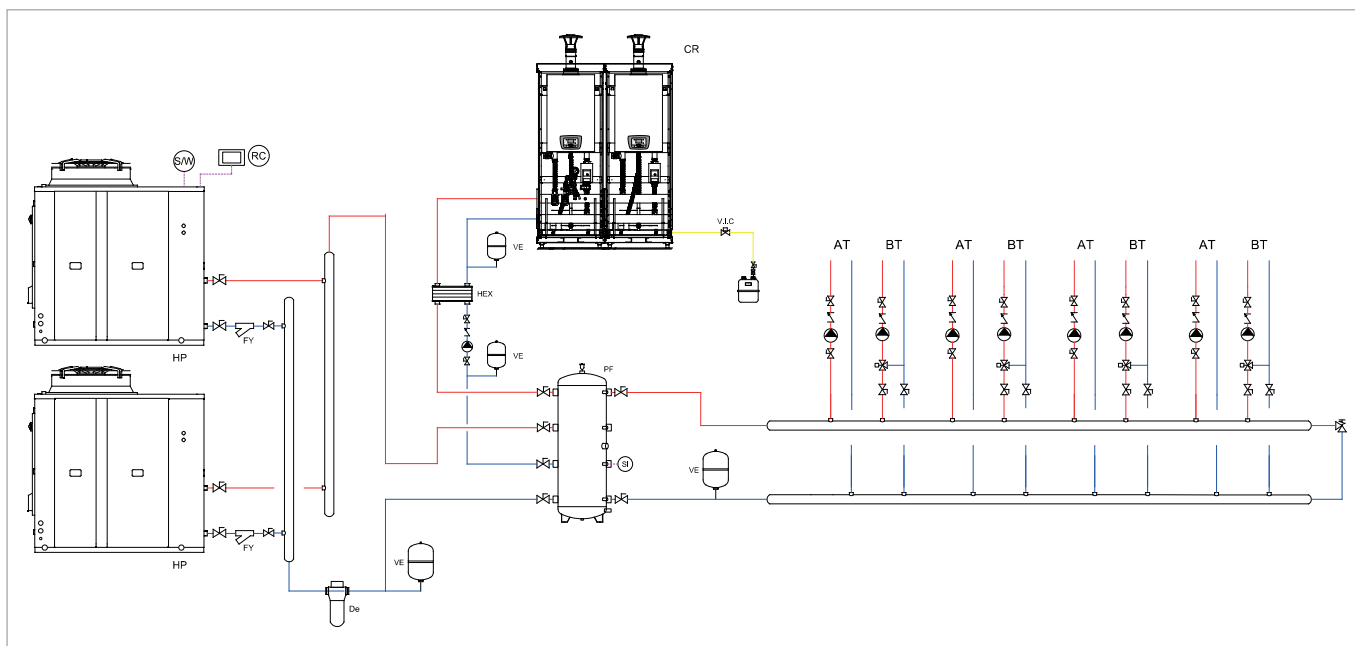 CR
S/W
RC
V.I.C
VE
AT BT AT BT AT BT AT BT
HEX
FY
HP
VE
PF
SI
VE
FY
HP
VE
De